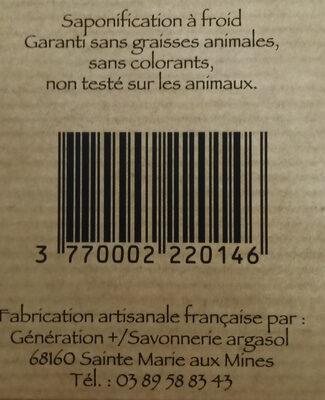 Saponification à froid
Garanti sans graisses animales,
sans colorants,
non testé sur les animaux.
3 770002 220146
Fabrication artisanale française par :
Génération +/Savonnerie argasol
68160 Sainte Marie aux Mines
Tél. : 03 89 58 83 43